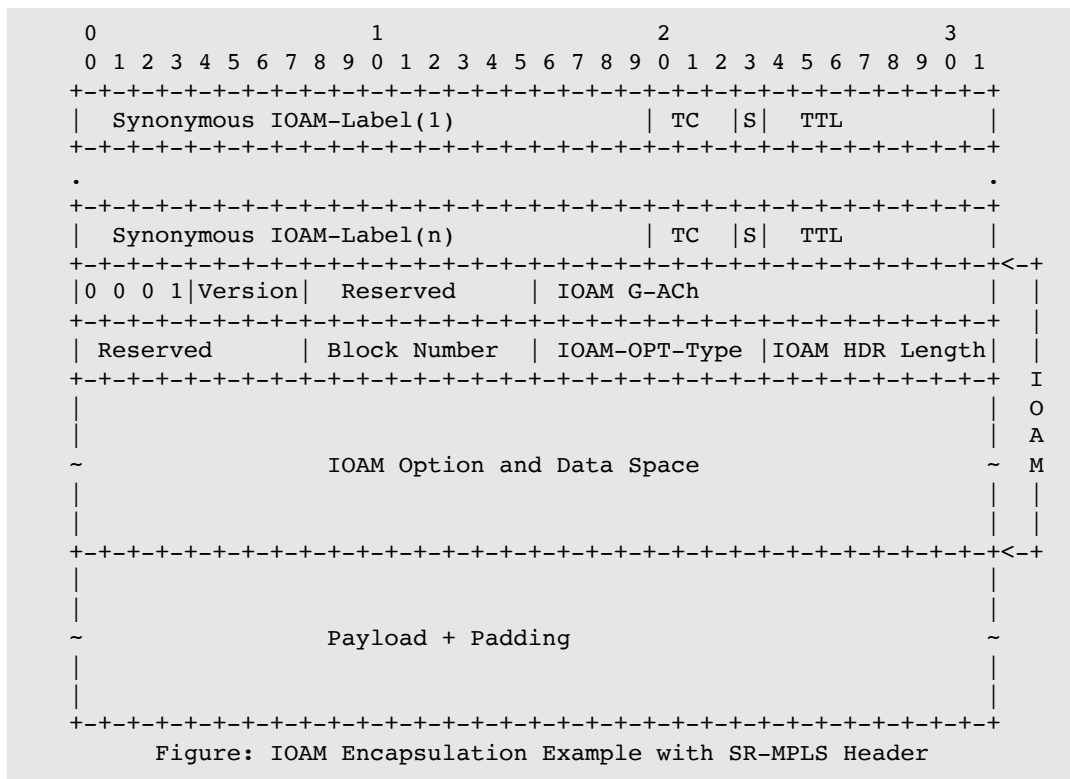 0                   1                   2                   3
0 1 2 3 4 5 6 7 8 9 0 1 2 3 4 5 6 7 8 9 0 1 2 3 4 5 6 7 8 9 0 1
+-+-+-+-+-+-+-+-+-+-+-+-+-+-+-+-+-+-+-+-+-+-+-+-+-+-+-+-+-+-+-+-+
|  Synonymous IOAM-Label(1)             | TC  |S|  TTL          |
+-+-+-+-+-+-+-+-+-+-+-+-+-+-+-+-+-+-+-+-+-+-+-+-+-+-+-+-+-+-+-+-+
.                                                               .
+-+-+-+-+-+-+-+-+-+-+-+-+-+-+-+-+-+-+-+-+-+-+-+-+-+-+-+-+-+-+-+-+
|  Synonymous IOAM-Label(n)             | TC  |S|  TTL          |
+-+-+-+-+-+-+-+-+-+-+-+-+-+-+-+-+-+-+-+-+-+-+-+-+-+-+-+-+-+-+-+-+<-+
|0 0 0 1|Version|  Reserved     | IOAM G-ACh                    |  |
+-+-+-+-+-+-+-+-+-+-+-+-+-+-+-+-+-+-+-+-+-+-+-+-+-+-+-+-+-+-+-+-+  |
| Reserved      | Block Number  | IOAM-OPT-Type |IOAM HDR Length|  |
+-+-+-+-+-+-+-+-+-+-+-+-+-+-+-+-+-+-+-+-+-+-+-+-+-+-+-+-+-+-+-+-+  I
|                                                               |  O
|                                                               |  A
~                 IOAM Option and Data Space                    ~  M
|                                                               |  |
|                                                               |  |
+-+-+-+-+-+-+-+-+-+-+-+-+-+-+-+-+-+-+-+-+-+-+-+-+-+-+-+-+-+-+-+-+<-+
|                                                               |
|                                                               |
~                 Payload + Padding                             ~
|                                                               |
|                                                               |
+-+-+-+-+-+-+-+-+-+-+-+-+-+-+-+-+-+-+-+-+-+-+-+-+-+-+-+-+-+-+-+-+
Figure: IOAM Encapsulation Example with SR-MPLS Header